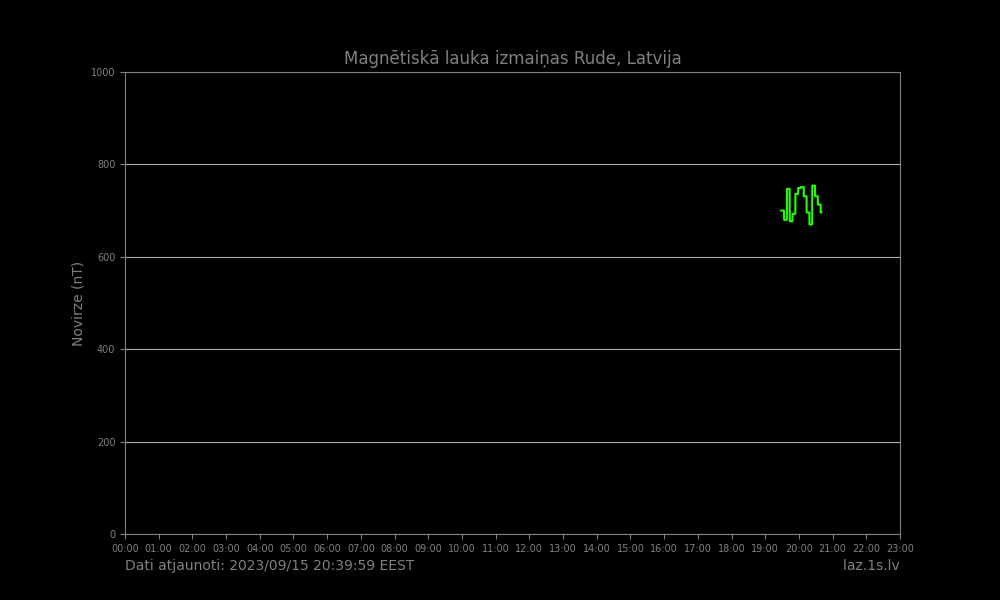 Magnētiskā lauka izmaiņas Rude, Latvija
1000
800
600
400
200
0
Novirze (nT)
00:00 01:00 02:00 03:00 04:00 05:00 06:00 07:00 08:00 09:00 10:00 11:00 12:00 13:00 14:00 15:00 16:00 17:00 18:00 19:00 20:00 21:00 22:00 23:00
Dati atjaunoti: 2023/09/15 20:39:59 EEST laz.1s.lv